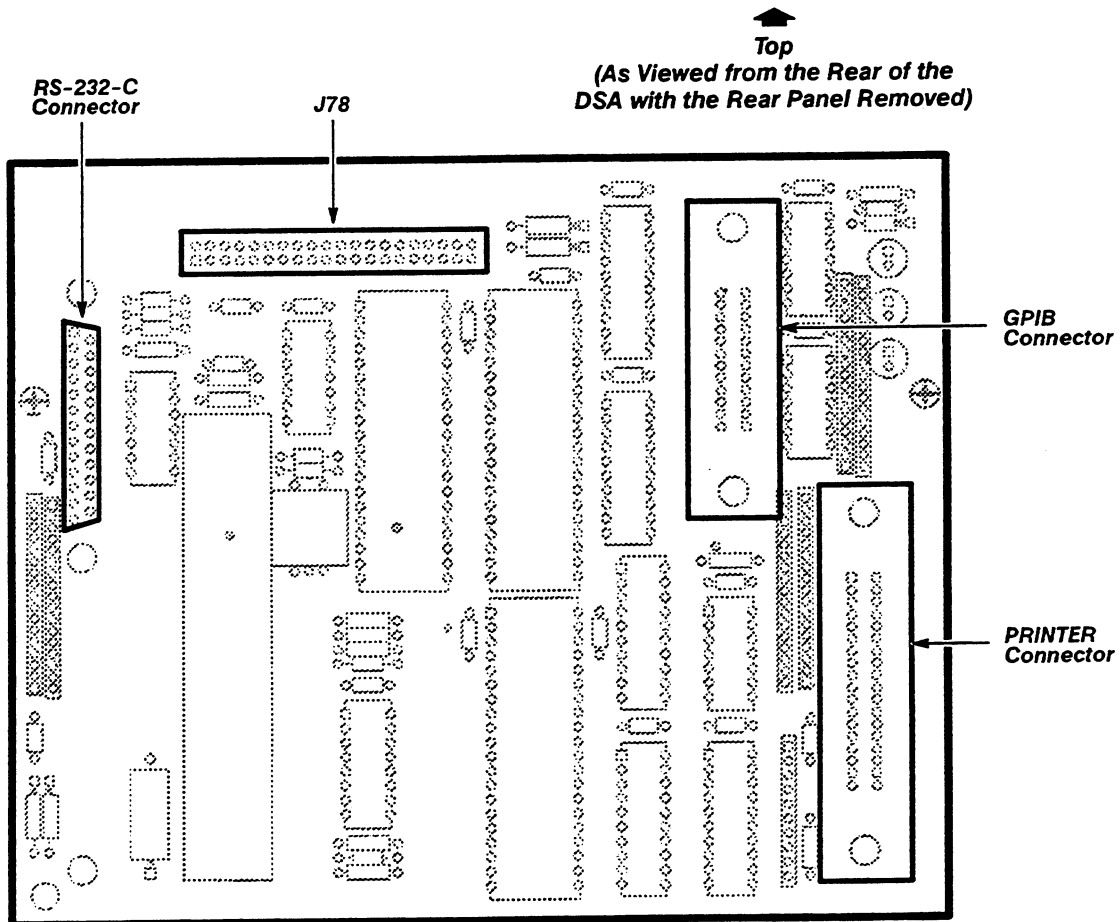 Top
(As Viewed from the Rear of the
DSA with the Rear Panel Removed)
RS-232-C
Connector
J78
GPIB
Connector
PRINTER
Connector